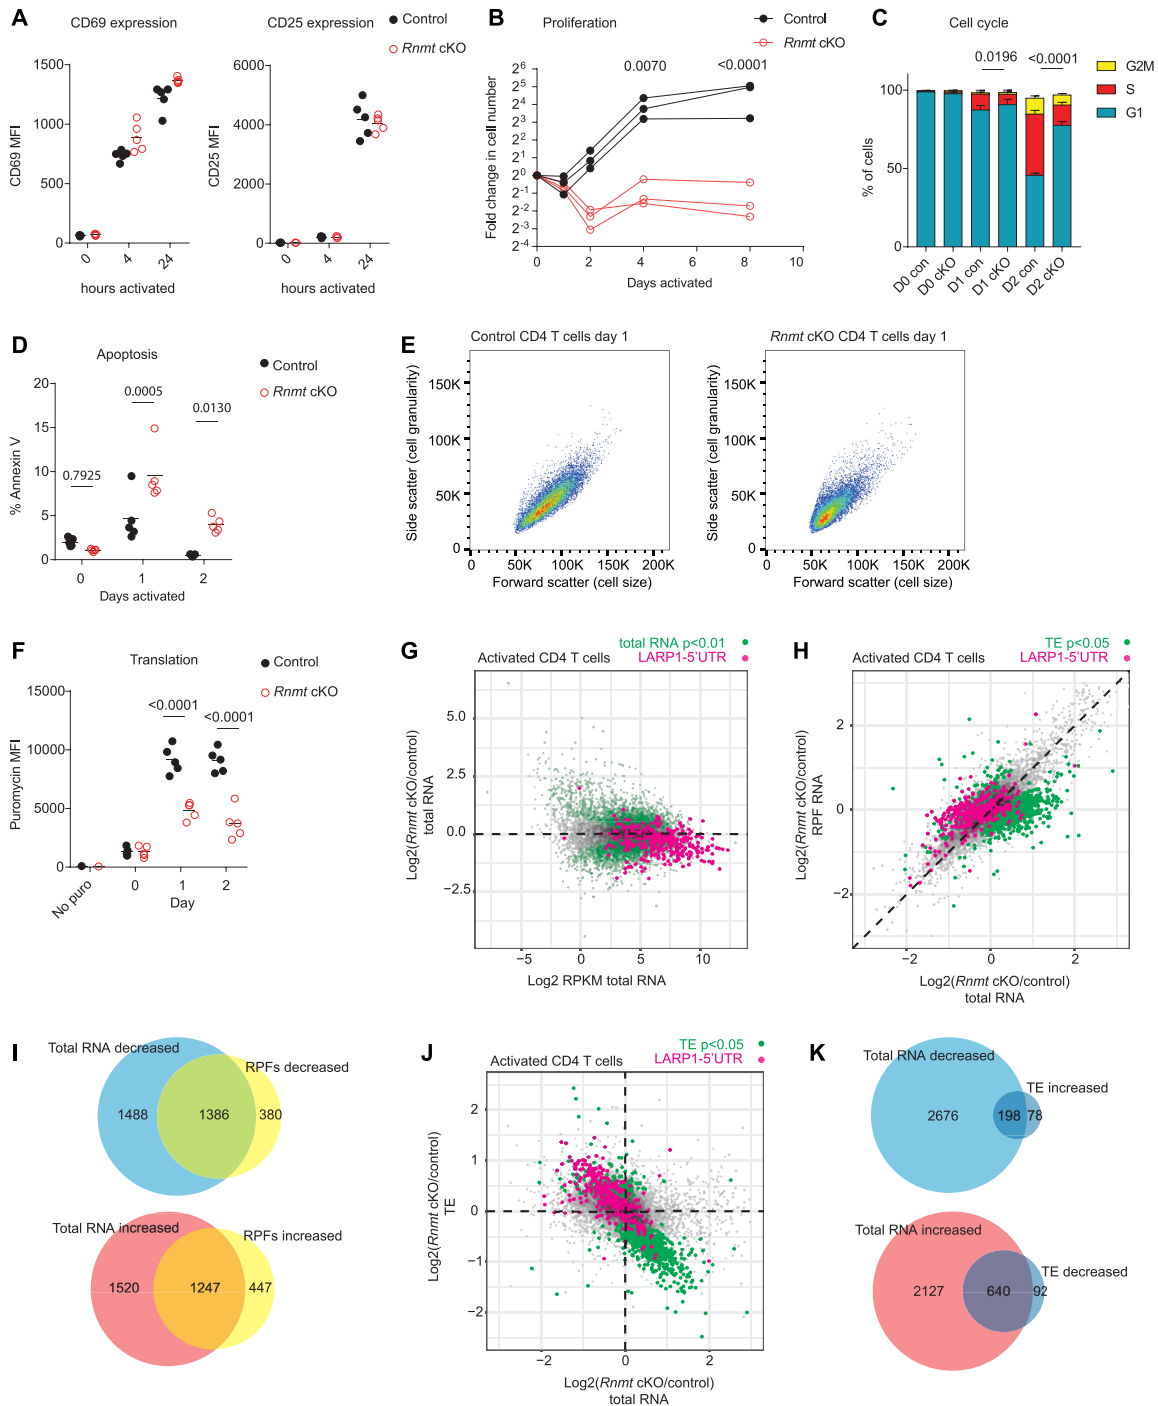 A
CD69 expression
CD25 expression
Control
Rnmt cKO
1500
1000
500
0
CD69 MFI
0
4
24
hours activated
6000
4000
2000
0
CD25 MFI
0
4
24
hours activated
B
Proliferation
Control
Rnmt cKO
0.0070
<0.0001
2^6
2^5
2^4
2^3
2^2
2^1
2^0
2^-1
2^-2
2^-3
2^-4
Fold change in cell number
0
2
4
6
8
10
Days activated
C
Cell cycle
0.0196
<0.0001
G2M
S
G1
100
50
0
% of cells
D0 con
D0 cKO
D1 con
D1 cKO
D2 con
D2 cKO
D
Apoptosis
Control
Rnmt cKO
20
15
10
5
0
% Annexin V
0.7925
0.0005
0.0130
0
1
2
Days activated
E
Control CD4 T cells day 1
150K
100K
50K
0
Side scatter (cell granularity)
0
50K
100K
150K
200K
Forward scatter (cell size)
Rnmt cKO CD4 T cells day 1
150K
100K
50K
0
Side scatter (cell granularity)
0
50K
100K
150K
200K
Forward scatter (cell size)
F
Translation
Control
Rnmt cKO
15000
10000
5000
0
Puromycin MFI
<0.0001
<0.0001
No puro
0
1
2
Day
G
total RNA p<0.01
Activated CD4 T cells
LARP1-5'UTR
5.0
2.5
0.0
−2.5
Log2(Rnmt cKO/control)
total RNA
−5
0
5
10
Log2 RPKM total RNA
H
TE p<0.05
Activated CD4 T cells
LARP1-5'UTR
2
0
−2
Log2(Rnmt cKO/control)
RPF RNA
−2
0
2
Log2(Rnmt cKO/control)
total RNA
I
Total RNA decreased
RPFs decreased
1488
1386
380
Total RNA increased
RPFs increased
1520
1247
447
J
TE p<0.05
Activated CD4 T cells
LARP1-5'UTR
2
1
0
−1
−2
Log2(Rnmt cKO/control)
TE
−2
0
2
Log2(Rnmt cKO/control)
total RNA
K
Total RNA decreased
TE increased
2676
198
78
Total RNA increased
TE decreased
2127
640
92